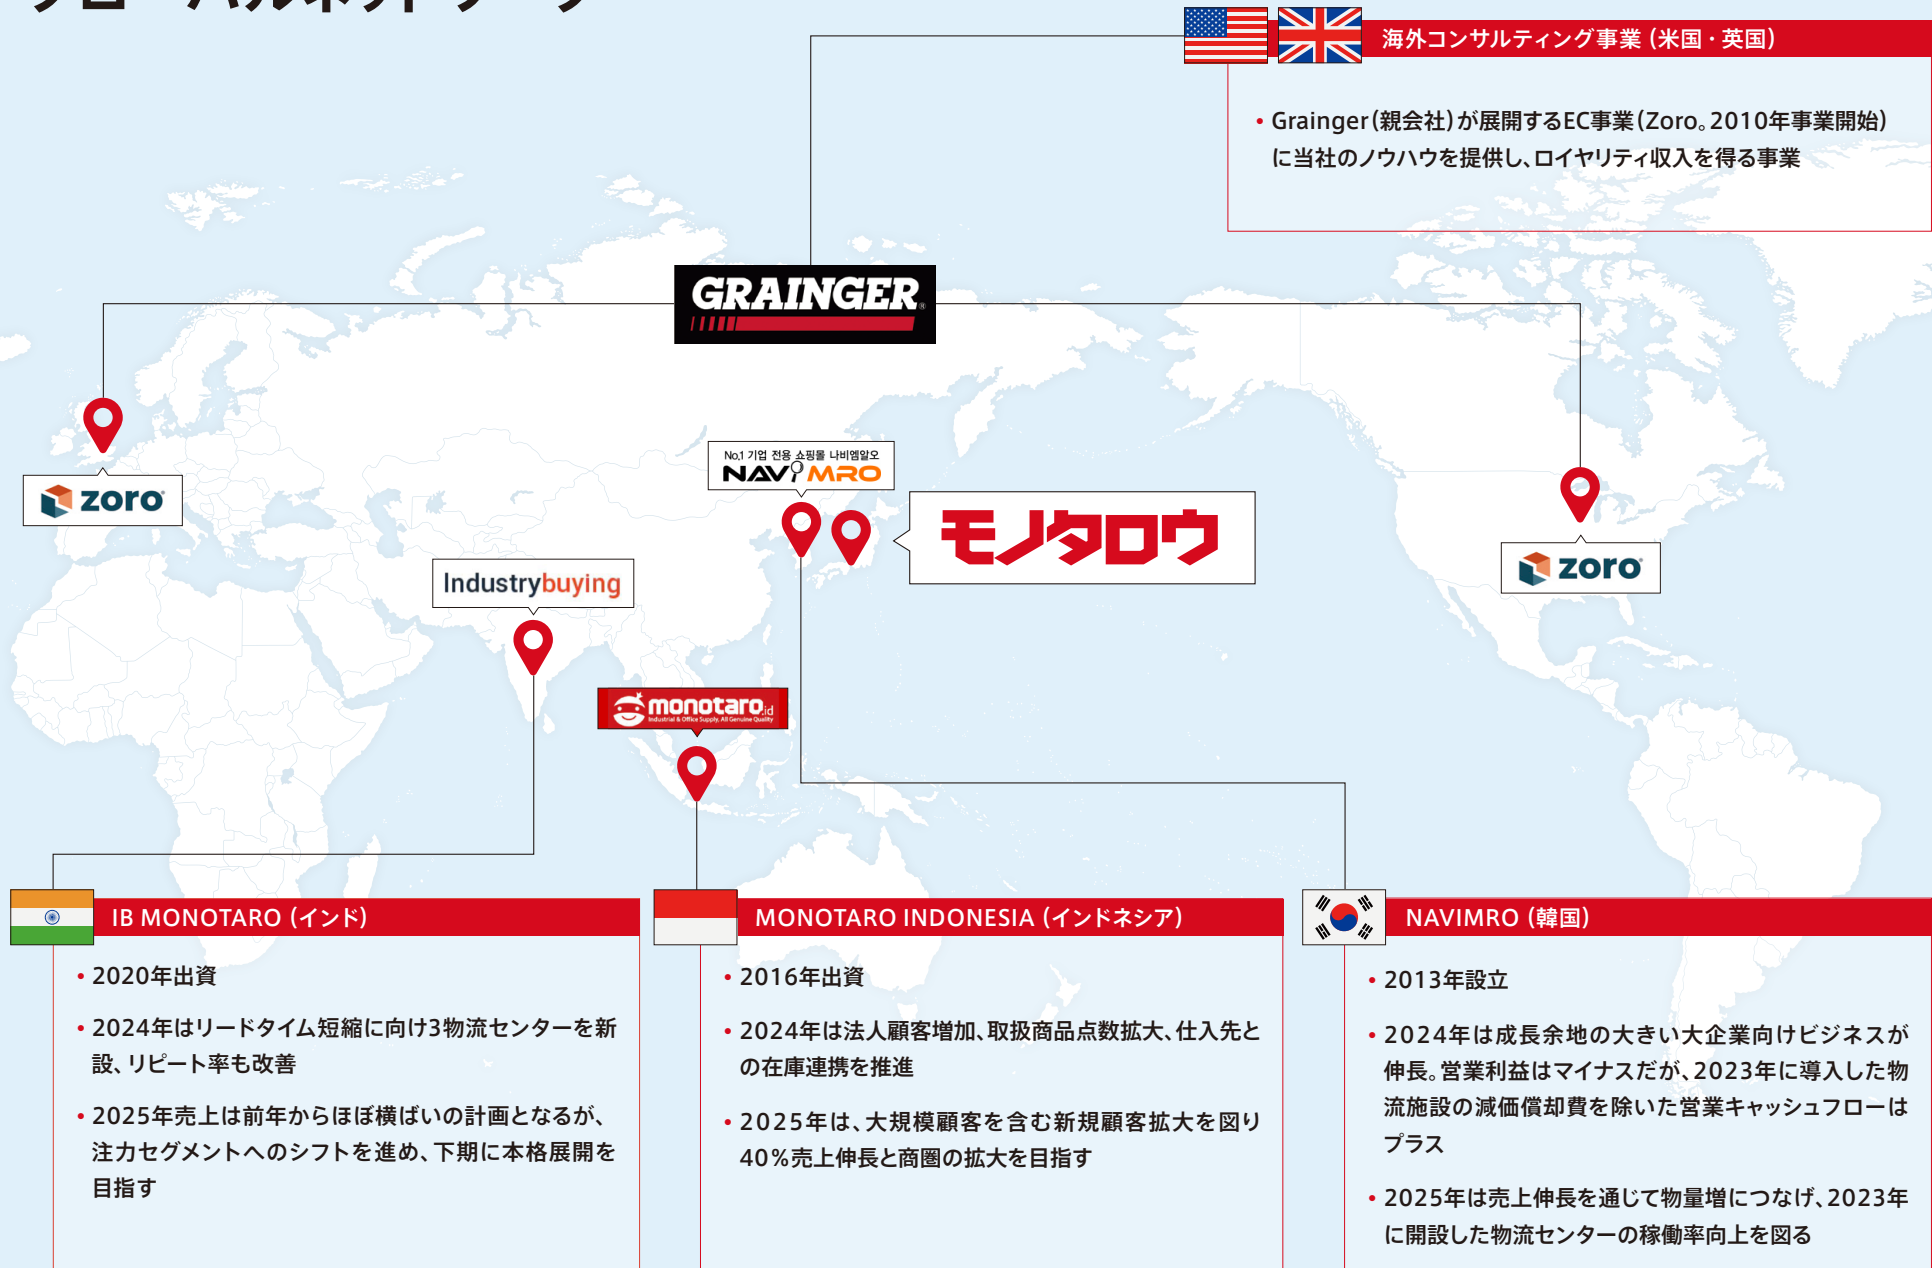 グローバルネットワーク
海外コンサルティング事業（米国・英国）
• Grainger（親会社）が展開するEC事業（Zoro。2010年事業開始）
に当社のノウハウを提供し、ロイヤリティ収入を得る事業
GRAINGER®
zoro
No.1 기업 전용 쇼핑몰 나비엠알오
NAVIMRO
モノタロウ
zoro
Industrybuying
monotaro.id
Industrial & Office Supply, All Genuine Quality
IB MONOTARO（インド）
• 2020年出資
• 2024年はリードタイム短縮に向け3物流センターを新
設、リピート率も改善
• 2025年売上は前年からほぼ横ばいの計画となるが、
注力セグメントへのシフトを進め、下期に本格展開を
目指す
MONOTARO INDONESIA（インドネシア）
• 2016年出資
• 2024年は法人顧客増加、取扱商品点数拡大、仕入先と
の在庫連携を推進
• 2025年は、大規模顧客を含む新規顧客拡大を図り
40%売上伸長と商圏の拡大を目指す
NAVIMRO（韓国）
• 2013年設立
• 2024年は成長余地の大きい大企業向けビジネスが
伸長。営業利益はマイナスだが、2023年に導入した物
流施設の減価償却費を除いた営業キャッシュフローは
プラス
• 2025年は売上伸長を通じて物量増につなげ、2023年
に開設した物流センターの稼働率向上を図る